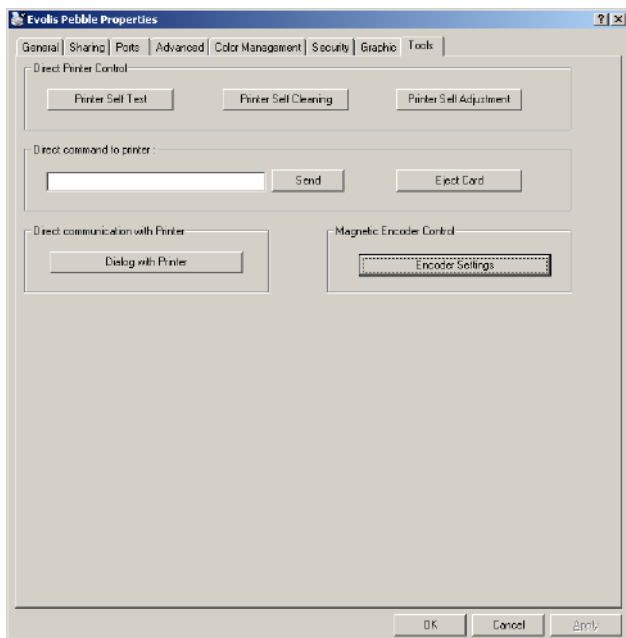 Evolis Pebble Properties
General Sharing Ports Advanced Color Management Security Graphic Tools
Direct Printer Control
Printer Self Test Printer Self Cleaning Printer Self Adjustment
Direct command to printer :
Send Eject Card
Direct communication with Printer Magnetic Encoder Control
Dialog with Printer Encoder Settings
OK Cancel Apply